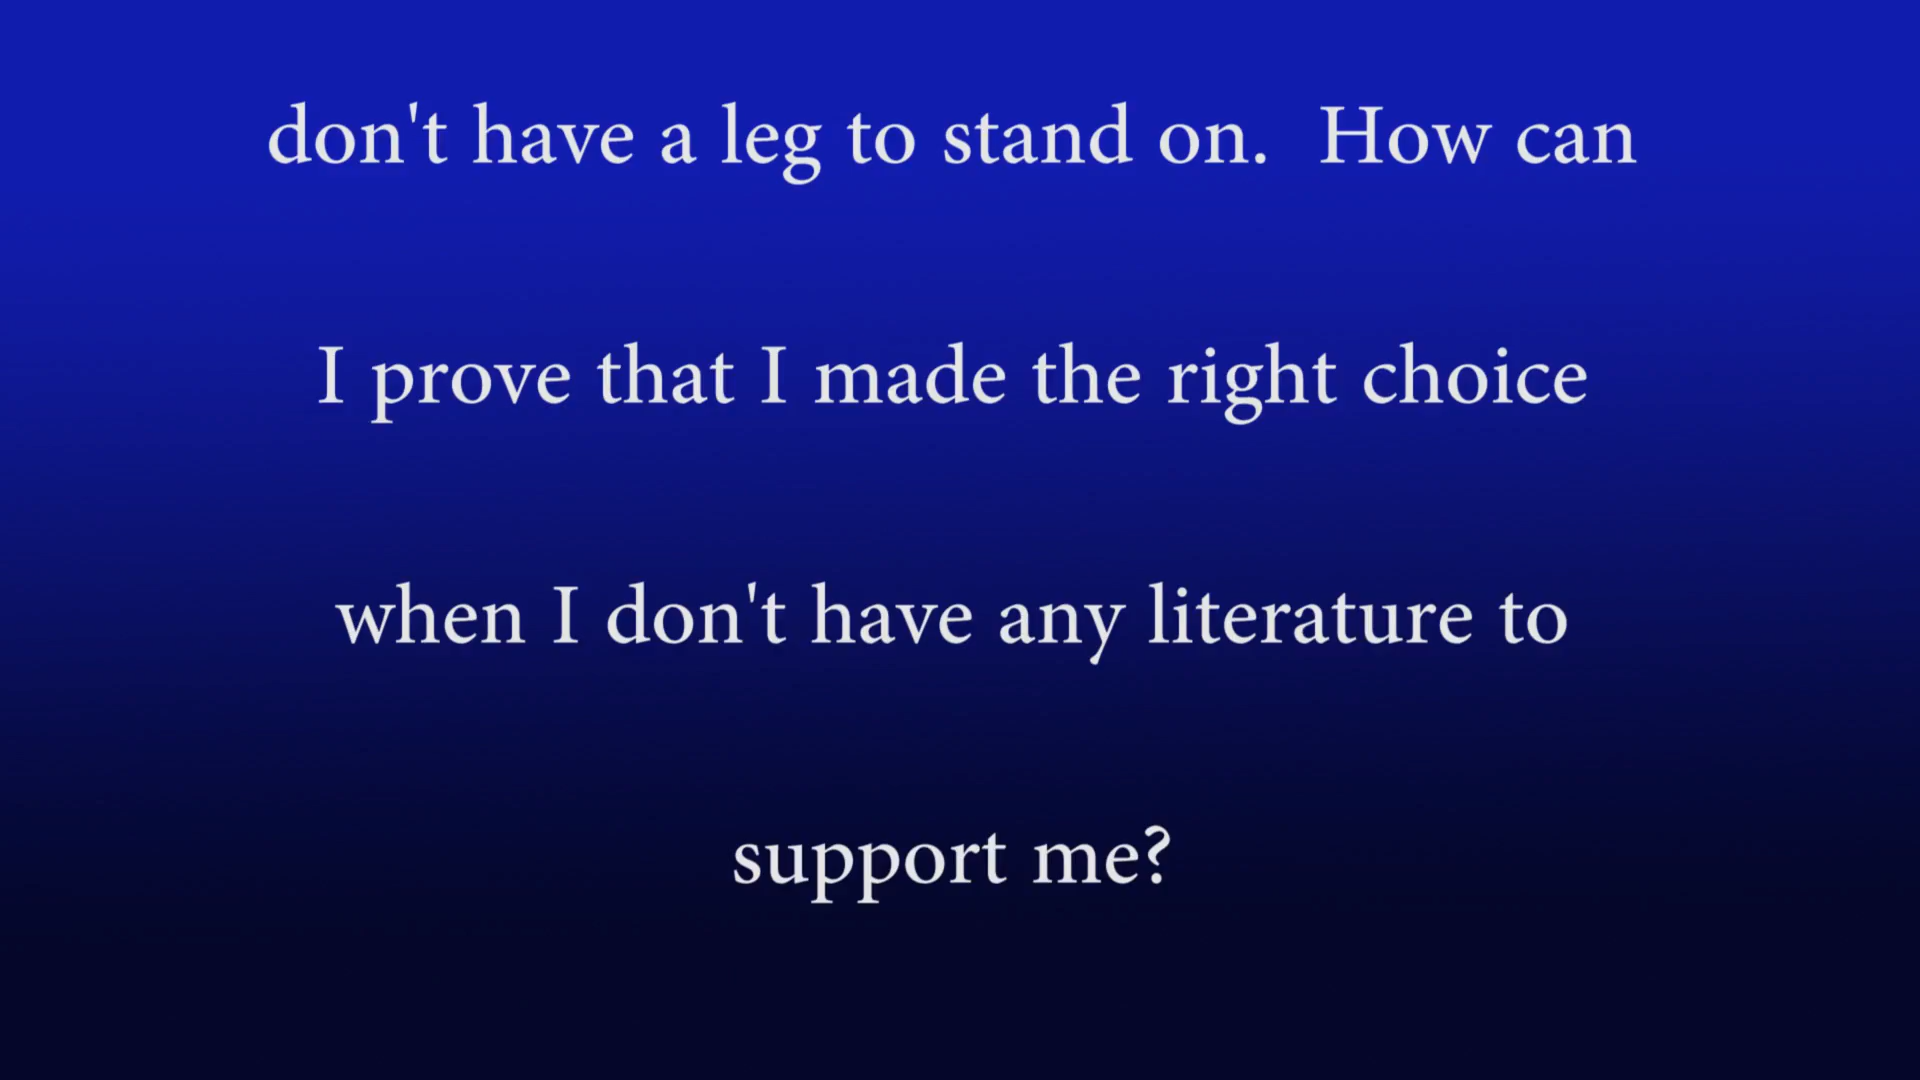 don't have a leg to stand on.  How can
I prove that I made the right choice
when I don't have any literature to
support me?